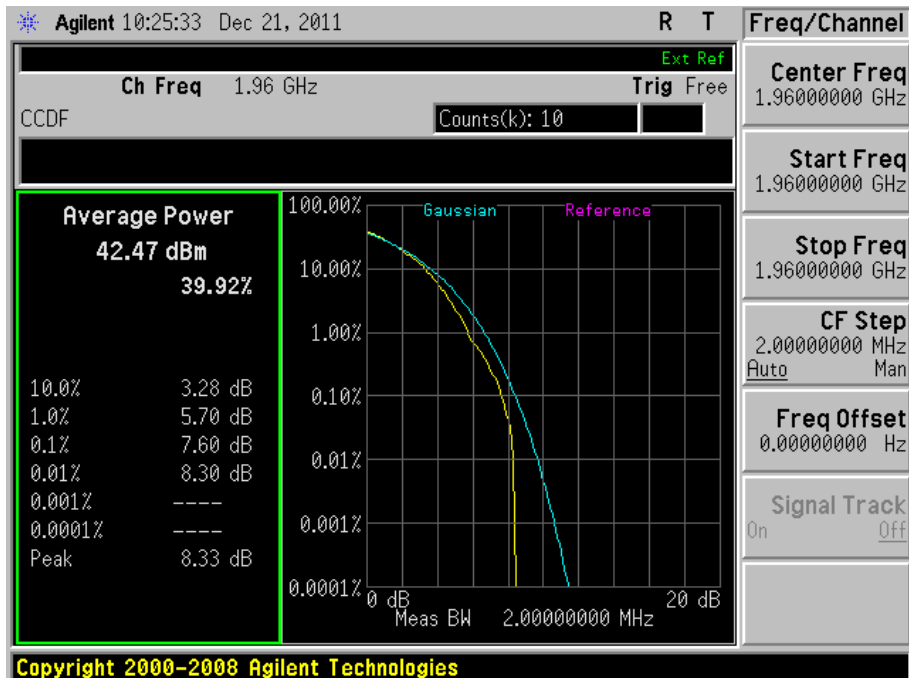 Agilent 10:25:33 Dec 21, 2011 R T
Ext Ref
Ch Freq 1.96 GHz Trig Free
CCDF Counts(k): 10
Average Power
42.47 dBm
39.92%
10.0% 3.28 dB
1.0% 5.70 dB
0.1% 7.60 dB
0.01% 8.30 dB
0.001% ----
0.0001% ----
Peak 8.33 dB
Gaussian Reference
100.00%
10.00%
1.00%
0.10%
0.01%
0.001%
0.0001%
0 dB 20 dB
Meas BW 2.00000000 MHz
Freq/Channel
Center Freq
1.96000000 GHz
Start Freq
1.96000000 GHz
Stop Freq
1.96000000 GHz
CF Step
2.00000000 MHz
Auto Man
Freq Offset
0.00000000 Hz
Signal Track
On Off
Copyright 2000-2008 Agilent Technologies